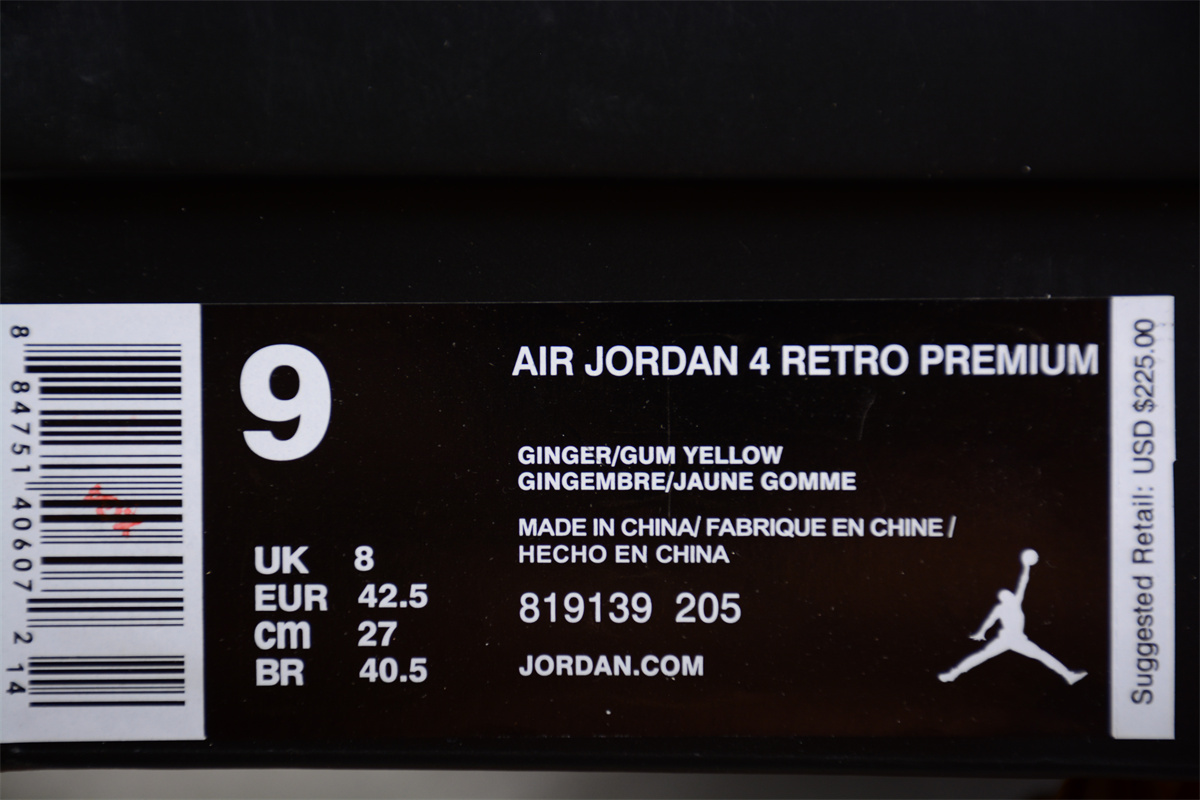 8 84751 40607 2 14
9
UK 8
EUR 42.5
cm 27
BR 40.5
AIR JORDAN 4 RETRO PREMIUM
GINGER/GUM YELLOW
GINGEMBRE/JAUNE GOMME
MADE IN CHINA/ FABRIQUE EN CHINE /
HECHO EN CHINA
819139 205
JORDAN.COM
Suggested Retail: USD $225.00